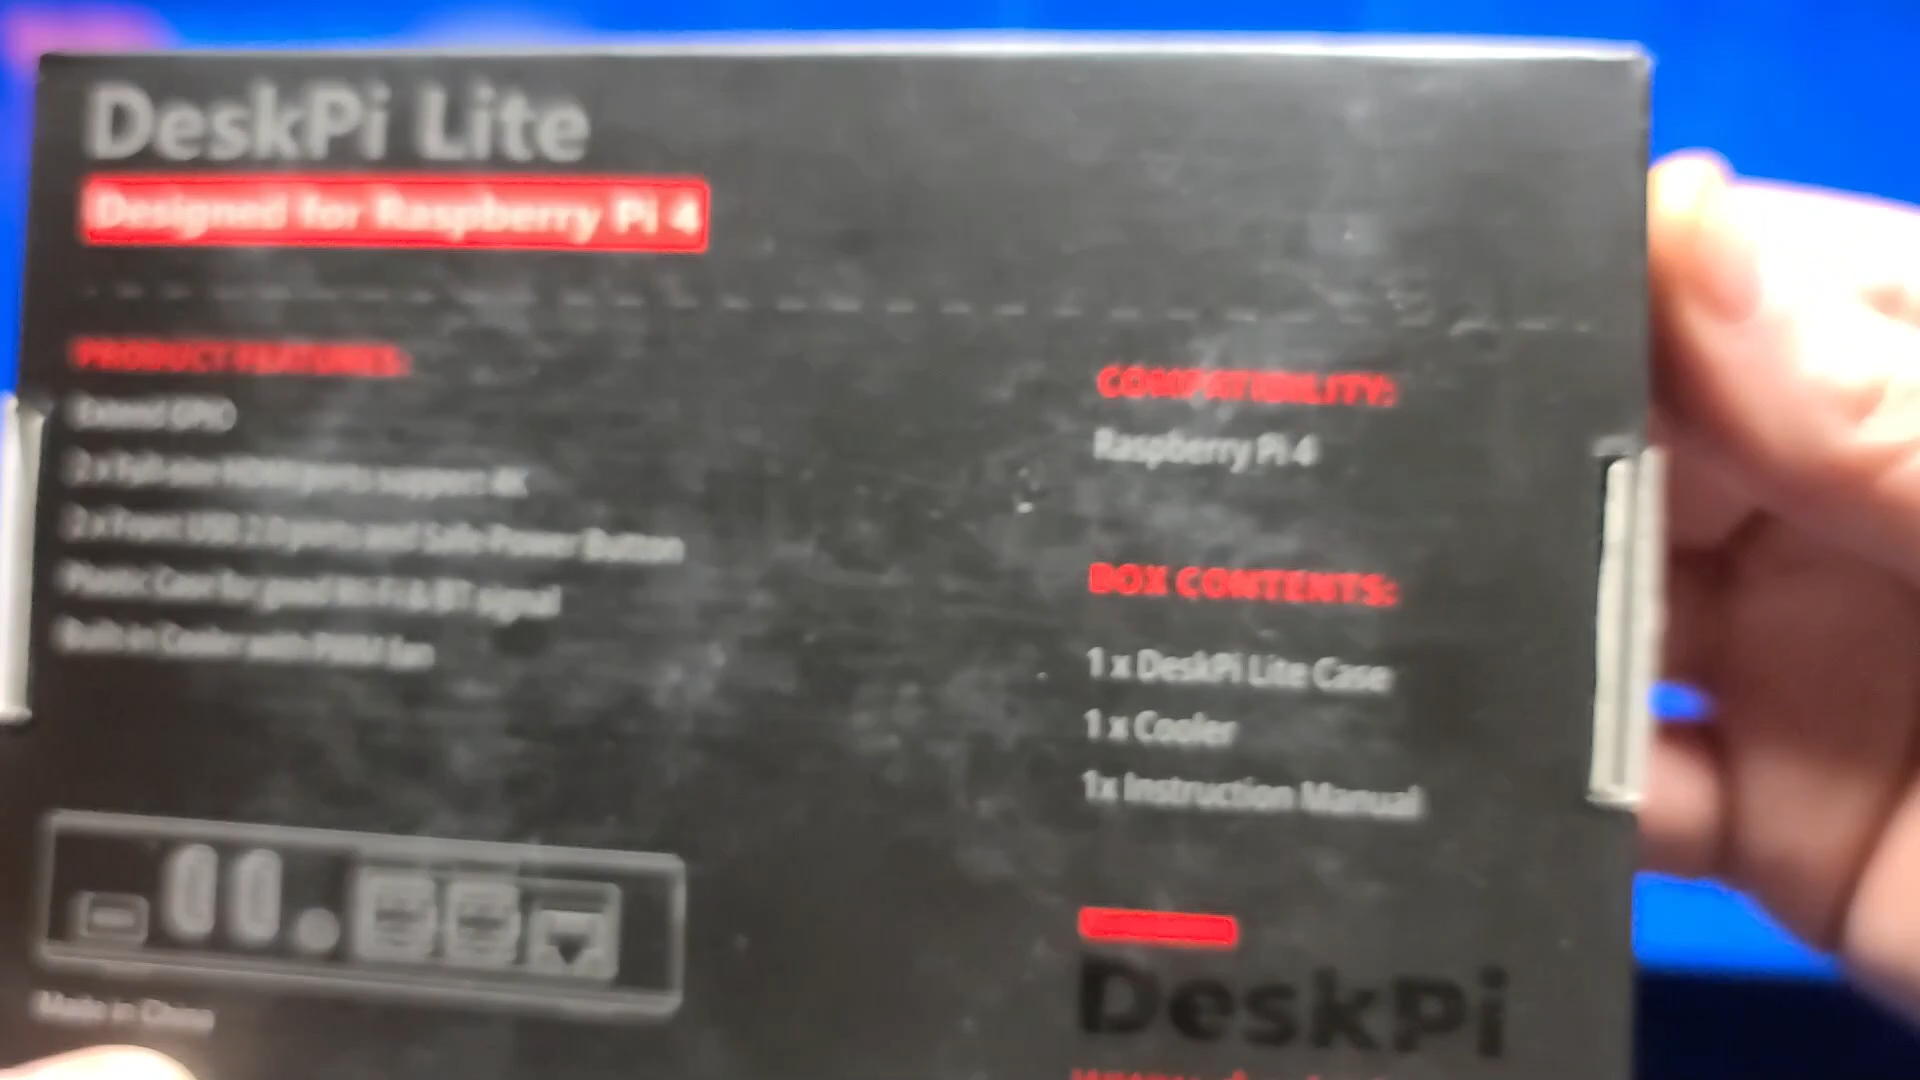 DeskPi Lite
Designed for Raspberry Pi 4
PRODUCT FEATURES:
Extend GPIO
2 x Full-size HDMI ports support 4K
2 x Front USB 2.0 ports and Safe-Power Button
Plastic Case for good Wi-Fi & BT signal
Built-in Cooler with PWM fan
Made in China
COMPATIBILITY:
Raspberry Pi 4
BOX CONTENTS:
1 x DeskPi Lite Case
1 x Cooler
1x Instruction Manual
DeskPi